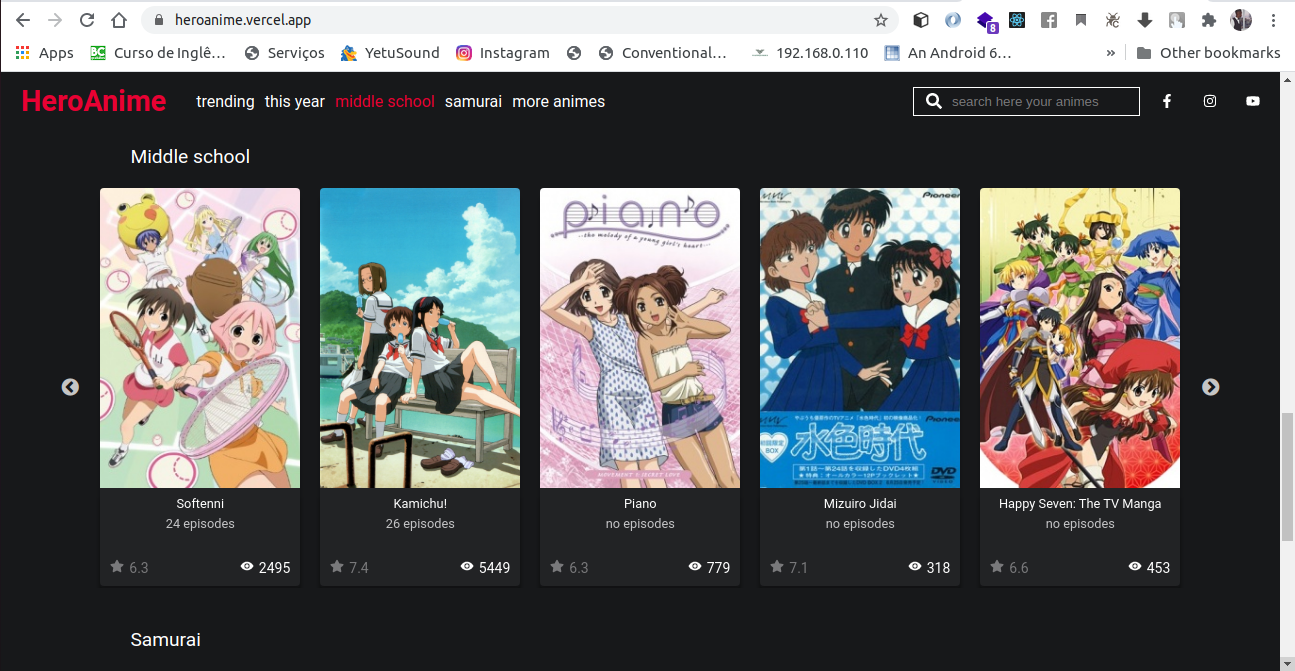 heroanime.vercel.app
8
Apps Curso de Inglê... Serviços YetuSound Instagram Conventional... 192.168.0.110 An Android 6... » Other bookmarks
HeroAnime trending this year middle school samurai more animes search here your animes
Middle school
piano
...the melody of a young girl's heart...
Pioneer
水色時代
BOX
DVD
Softenni Kamichu! Piano Mizuiro Jidai Happy Seven: The TV Manga
24 episodes 26 episodes no episodes no episodes no episodes
6.3 2495 7.4 5449 6.3 779 7.1 318 6.6 453
Samurai